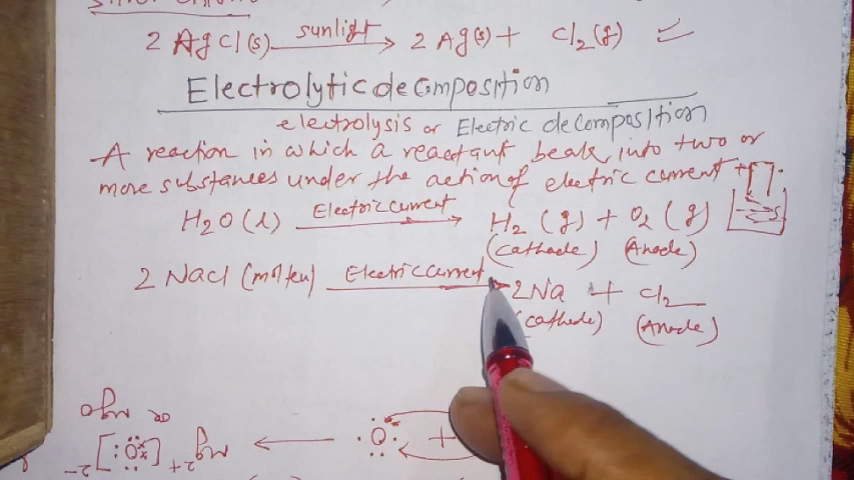 2 AgCl(s) sunlight → 2 Ag(s) + Cl₂(g)
Electrolytic decomposition
electrolysis or Electric decomposition
A reaction in which a reactant beak into two or
more substances under the action of electric current
H₂O(l) Electric current → H₂(g) + O₂(g)
(Cathode) (Anode)
2 NaCl (molten) Electric current → 2Na + Cl₂
(Cathode) (Anode)